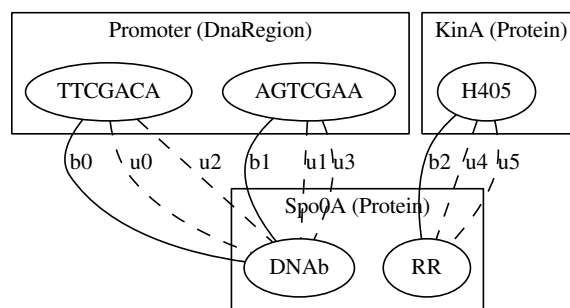 Promoter (DnaRegion) KinA (Protein)
TTCGACA AGTCGAA H405
b0 u0 u2 b1 u1 u3 b2 u4 u5
Spo0A (Protein)
DNAb RR